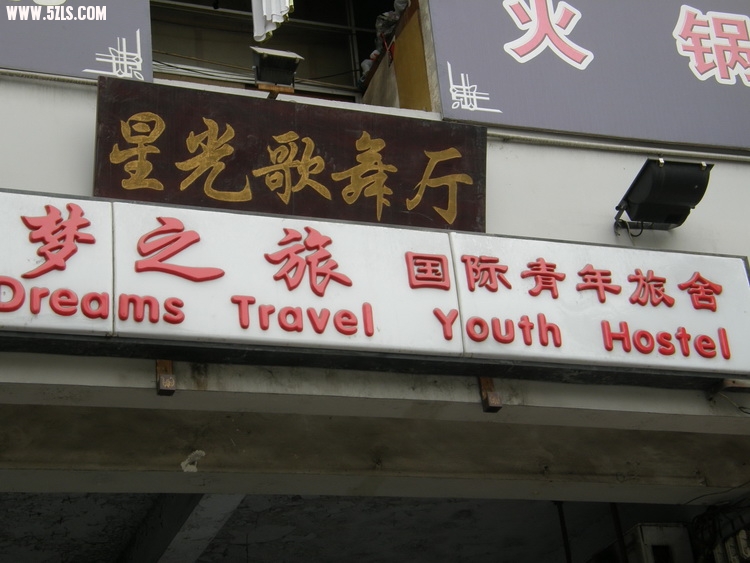 WWW.5ZLS.COM
火锅
星光歌舞厅
梦之旅 国际青年旅舍
Dreams Travel Youth Hostel